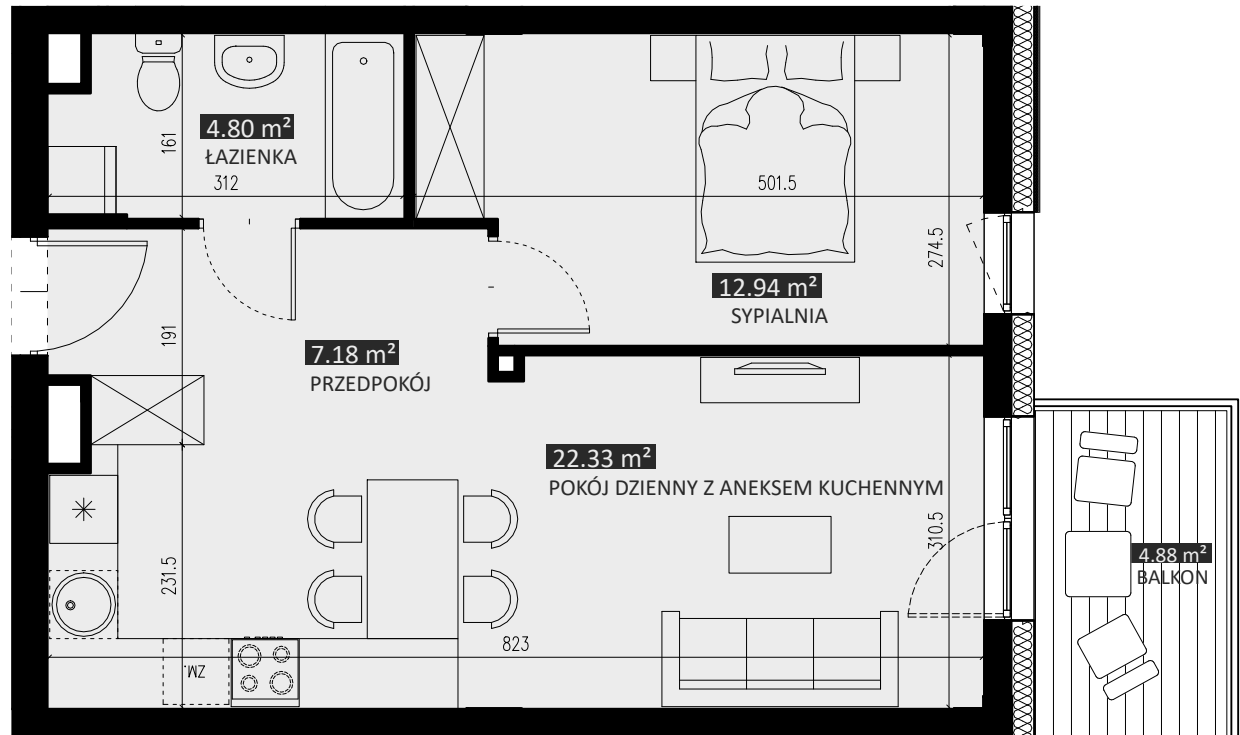 4.80 m²
ŁAZIENKA
161
312
501.5
274.5
12.94 m²
SYPIALNIA
191
7.18 m²
PRZEDPOKÓJ
22.33 m²
POKÓJ DZIENNY Z ANEKSEM KUCHENNYM
310.5
4.88 m²
BALKON
231.5
823
ZM.